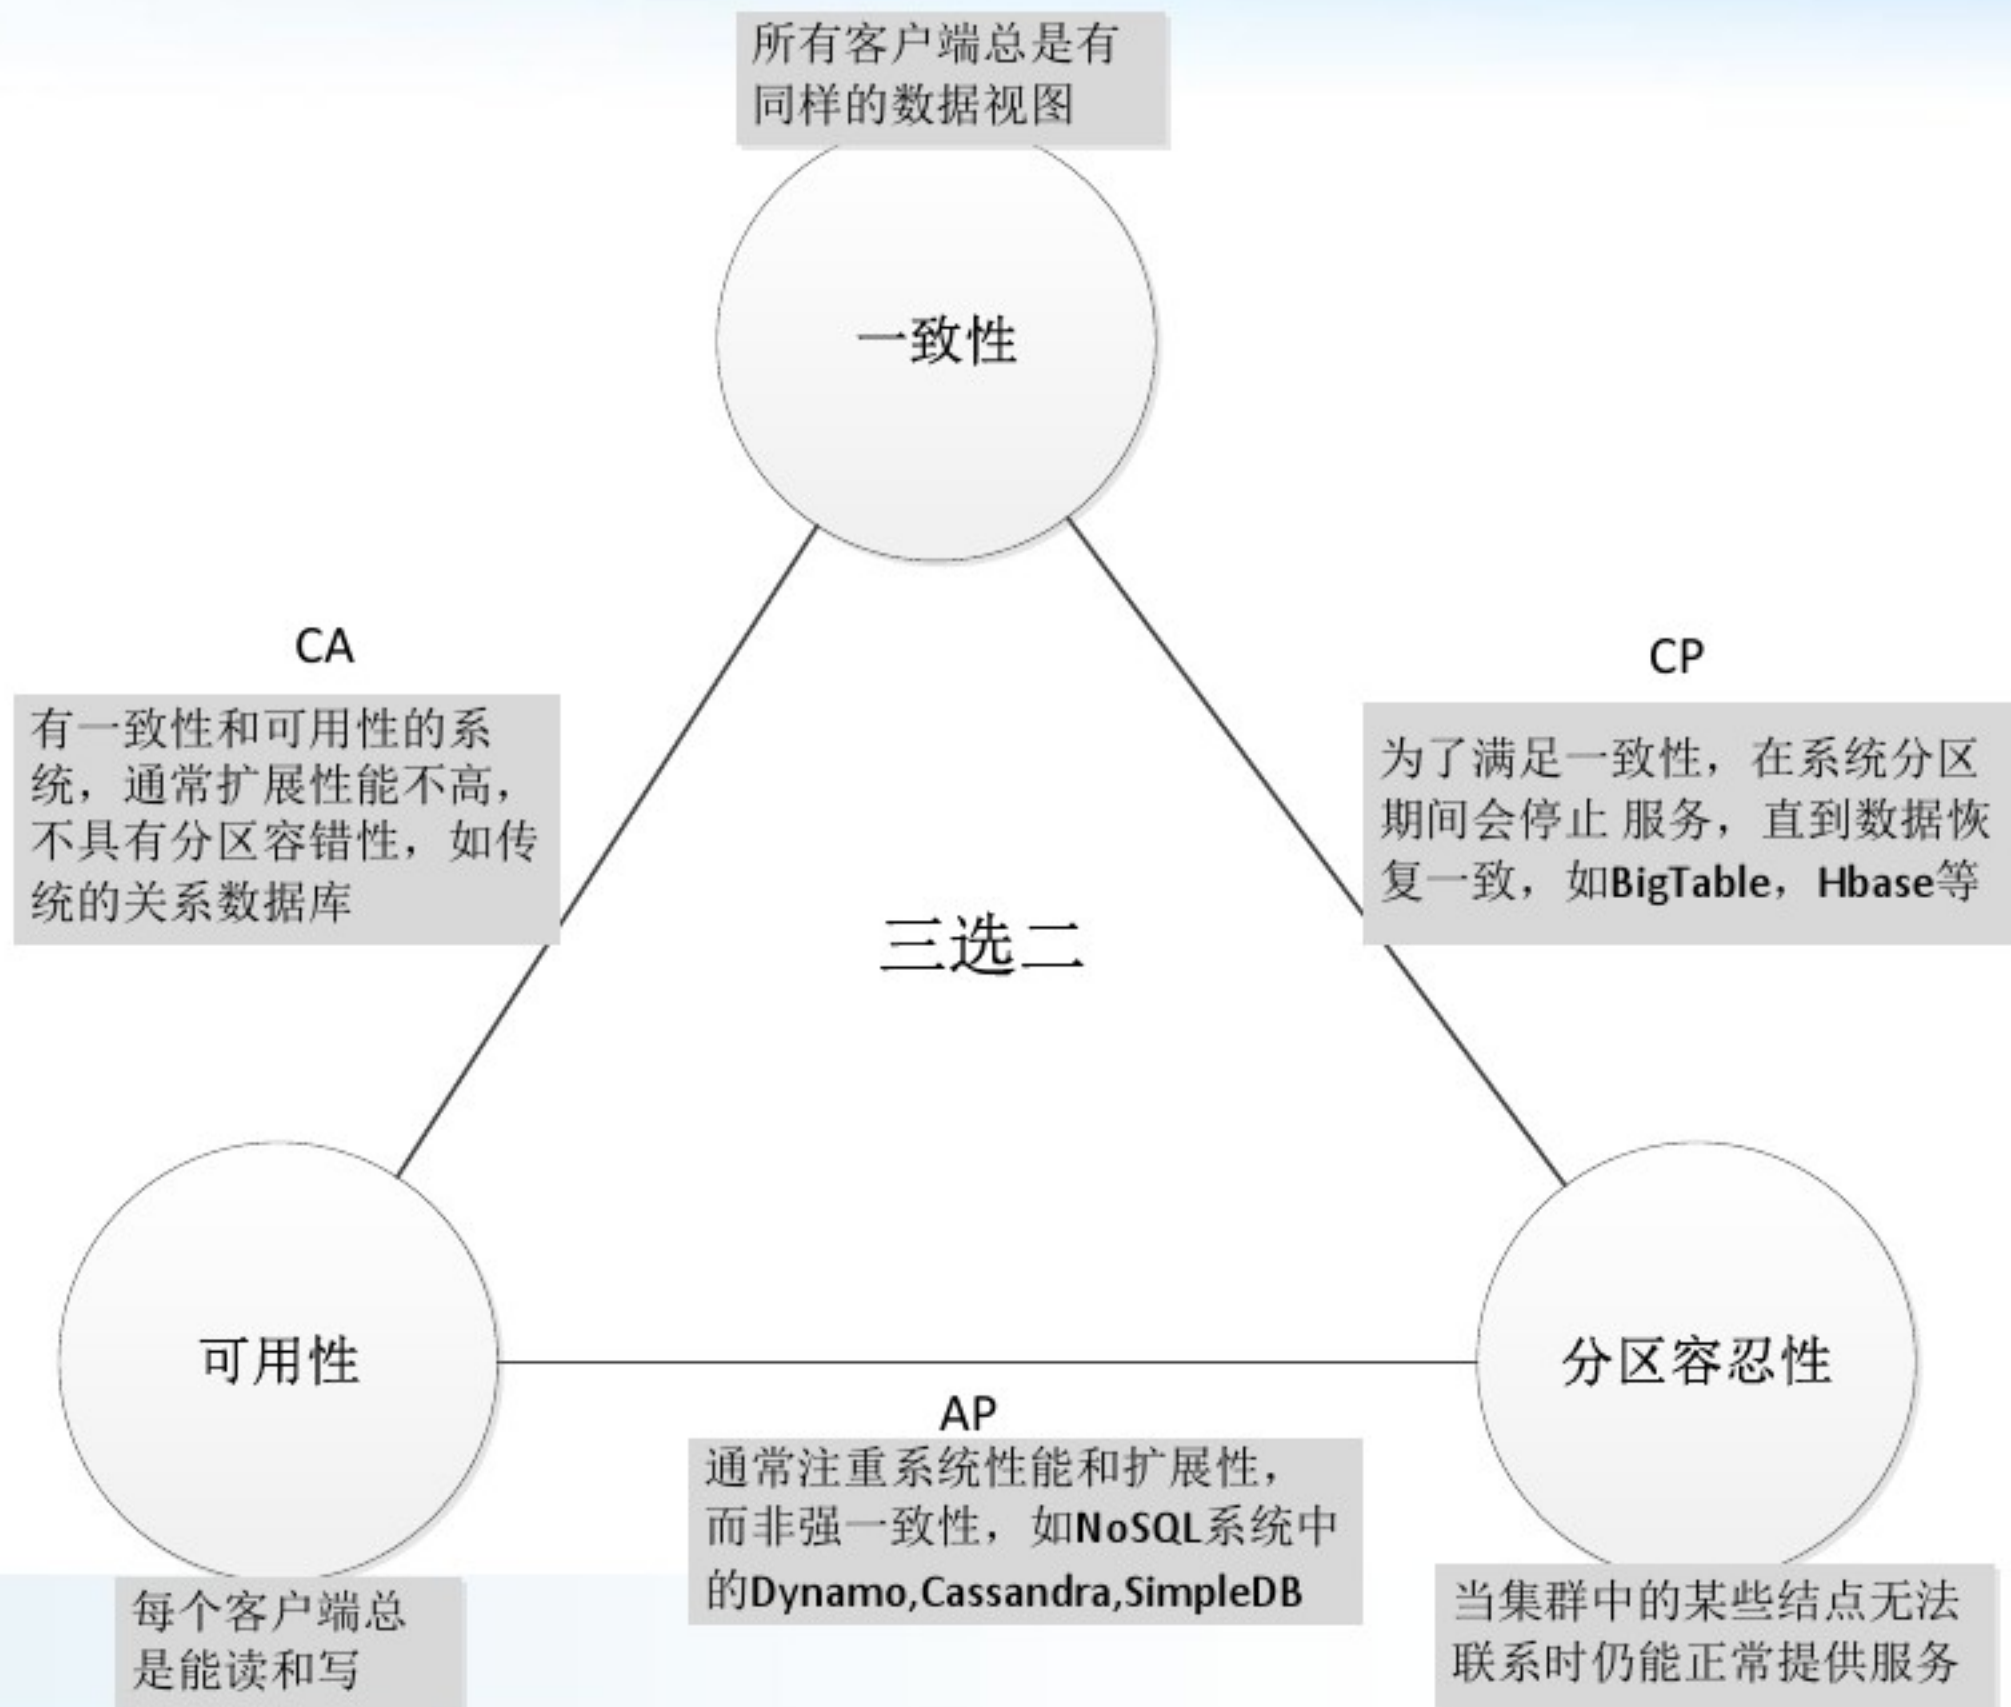 所有客户端总是有
同样的数据视图
一致性
CA
有一致性和可用性的系
统，通常扩展性能不高，
不具有分区容错性，如传
统的关系数据库
CP
为了满足一致性，在系统分区
期间会停止 服务，直到数据恢
复一致，如BigTable，Hbase等
三选二
可用性
分区容忍性
AP
通常注重系统性能和扩展性，
而非强一致性，如NoSQL系统中
的Dynamo,Cassandra,SimpleDB
每个客户端总
是能读和写
当集群中的某些结点无法
联系时仍能正常提供服务